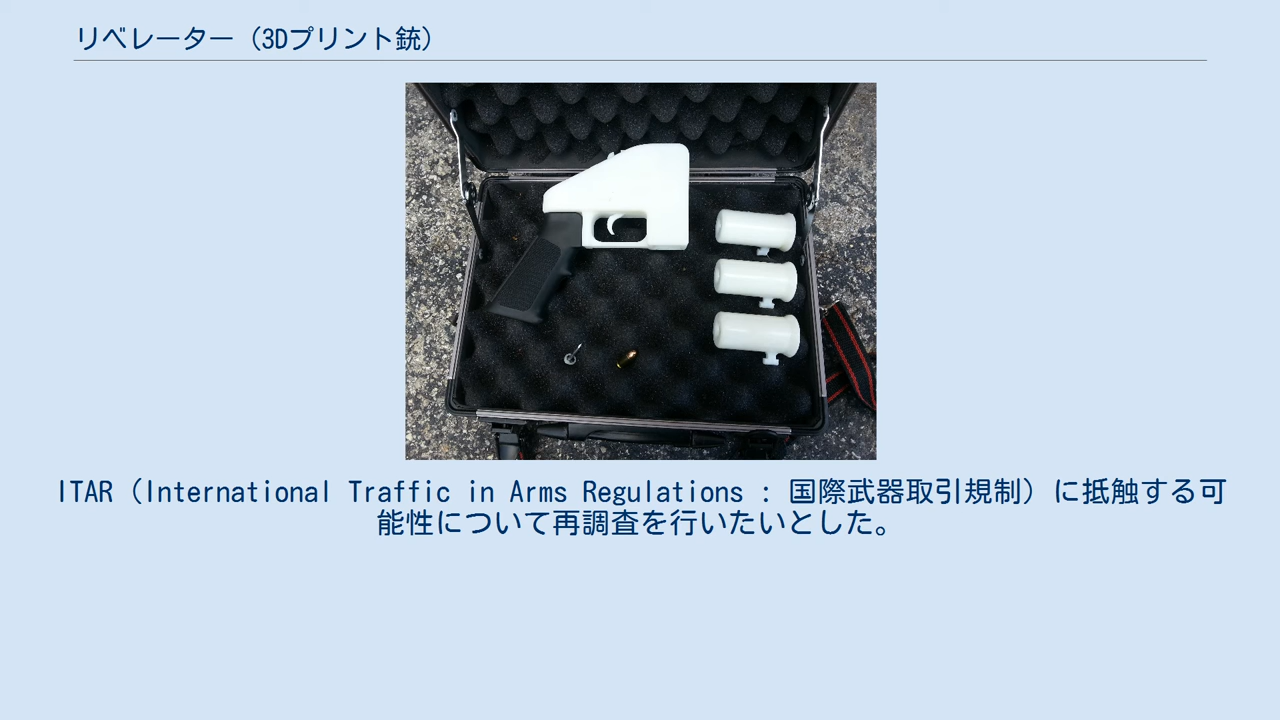 リベレーター（3Dプリント銃）
ITAR（International Traffic in Arms Regulations : 国際武器取引規制）に抵触する可
能性について再調査を行いたいとした。